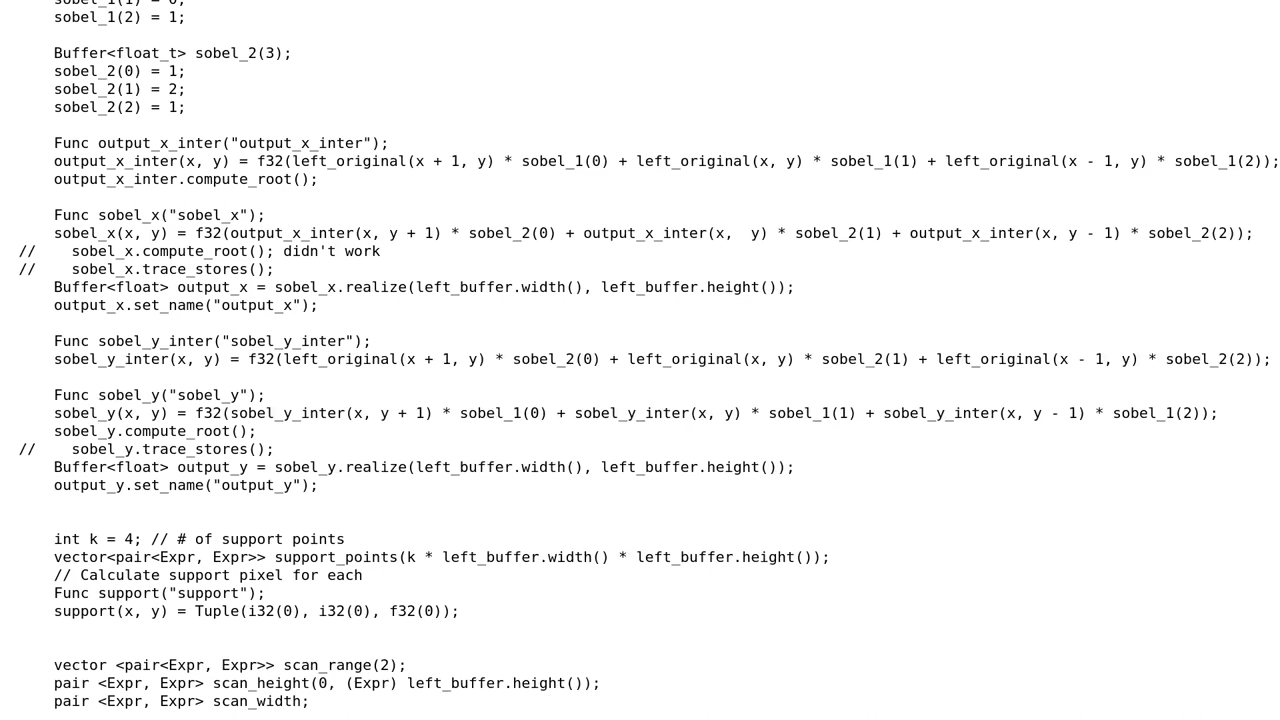 sobel_1(1) = 0;
sobel_1(2) = 1;
Buffer<float_t> sobel_2(3);
sobel_2(0) = 1;
sobel_2(1) = 2;
sobel_2(2) = 1;
Func output_x_inter("output_x_inter");
output_x_inter(x, y) = f32(left_original(x + 1, y) * sobel_1(0) + left_original(x, y) * sobel_1(1) + left_original(x - 1, y) * sobel_1(2));
output_x_inter.compute_root();
Func sobel_x("sobel_x");
sobel_x(x, y) = f32(output_x_inter(x, y + 1) * sobel_2(0) + output_x_inter(x,  y) * sobel_2(1) + output_x_inter(x, y - 1) * sobel_2(2));
//    sobel_x.compute_root(); didn't work
//    sobel_x.trace_stores();
Buffer<float> output_x = sobel_x.realize(left_buffer.width(), left_buffer.height());
output_x.set_name("output_x");
Func sobel_y_inter("sobel_y_inter");
sobel_y_inter(x, y) = f32(left_original(x + 1, y) * sobel_2(0) + left_original(x, y) * sobel_2(1) + left_original(x - 1, y) * sobel_2(2));
Func sobel_y("sobel_y");
sobel_y(x, y) = f32(sobel_y_inter(x, y + 1) * sobel_1(0) + sobel_y_inter(x, y) * sobel_1(1) + sobel_y_inter(x, y - 1) * sobel_1(2));
sobel_y.compute_root();
//    sobel_y.trace_stores();
Buffer<float> output_y = sobel_y.realize(left_buffer.width(), left_buffer.height());
output_y.set_name("output_y");
int k = 4; // # of support points
vector<pair<Expr, Expr>> support_points(k * left_buffer.width() * left_buffer.height());
// Calculate support pixel for each
Func support("support");
support(x, y) = Tuple(i32(0), i32(0), f32(0));
vector <pair<Expr, Expr>> scan_range(2);
pair <Expr, Expr> scan_height(0, (Expr) left_buffer.height());
pair <Expr, Expr> scan_width;